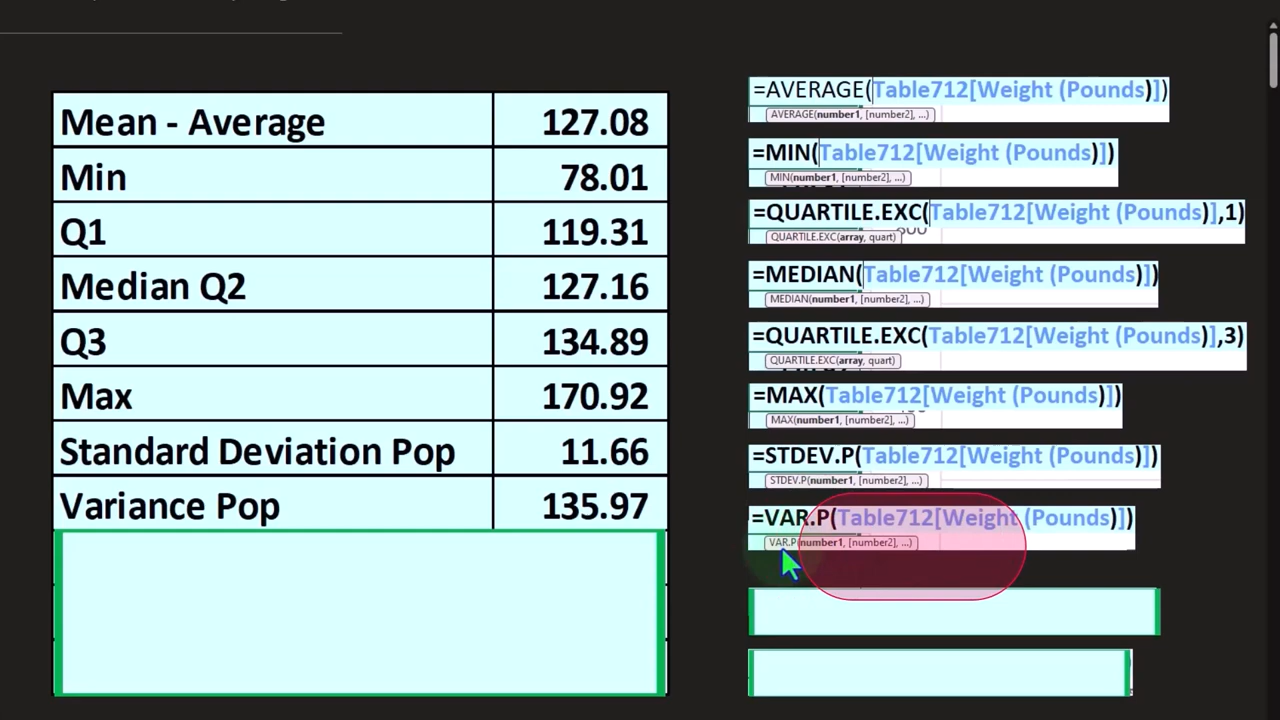 Mean - Average 127.08
Min 78.01
Q1 119.31
Median Q2 127.16
Q3 134.89
Max 170.92
Standard Deviation Pop 11.66
Variance Pop 135.97
=AVERAGE(Table712[Weight (Pounds)])
AVERAGE(number1, [number2], ...)
=MIN(Table712[Weight (Pounds)])
MIN(number1, [number2], ...)
=QUARTILE.EXC(Table712[Weight (Pounds)],1)
QUARTILE.EXC(array, quart)
=MEDIAN(Table712[Weight (Pounds)])
MEDIAN(number1, [number2], ...)
=QUARTILE.EXC(Table712[Weight (Pounds)],3)
QUARTILE.EXC(array, quart)
=MAX(Table712[Weight (Pounds)])
MAX(number1, [number2], ...)
=STDEV.P(Table712[Weight (Pounds)])
STDEV.P(number1, [number2], ...)
=VAR.P(Table712[Weight (Pounds)])
VAR.P(number1, [number2], ...)